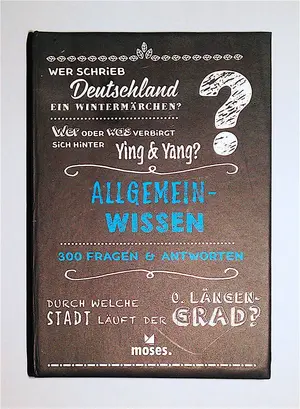 WER SCHRIEB
Deutschland
EIN WINTERMÄRCHEN?
?
Wer ODER was VERBIRGT
SICH HINTER Ying & Yang?
ALLGEMEIN-
WISSEN
300 FRAGEN & ANTWORTEN
DURCH WELCHE
STADT LÄUFT DER
0. LÄNGEN-
GRAD?
moses.